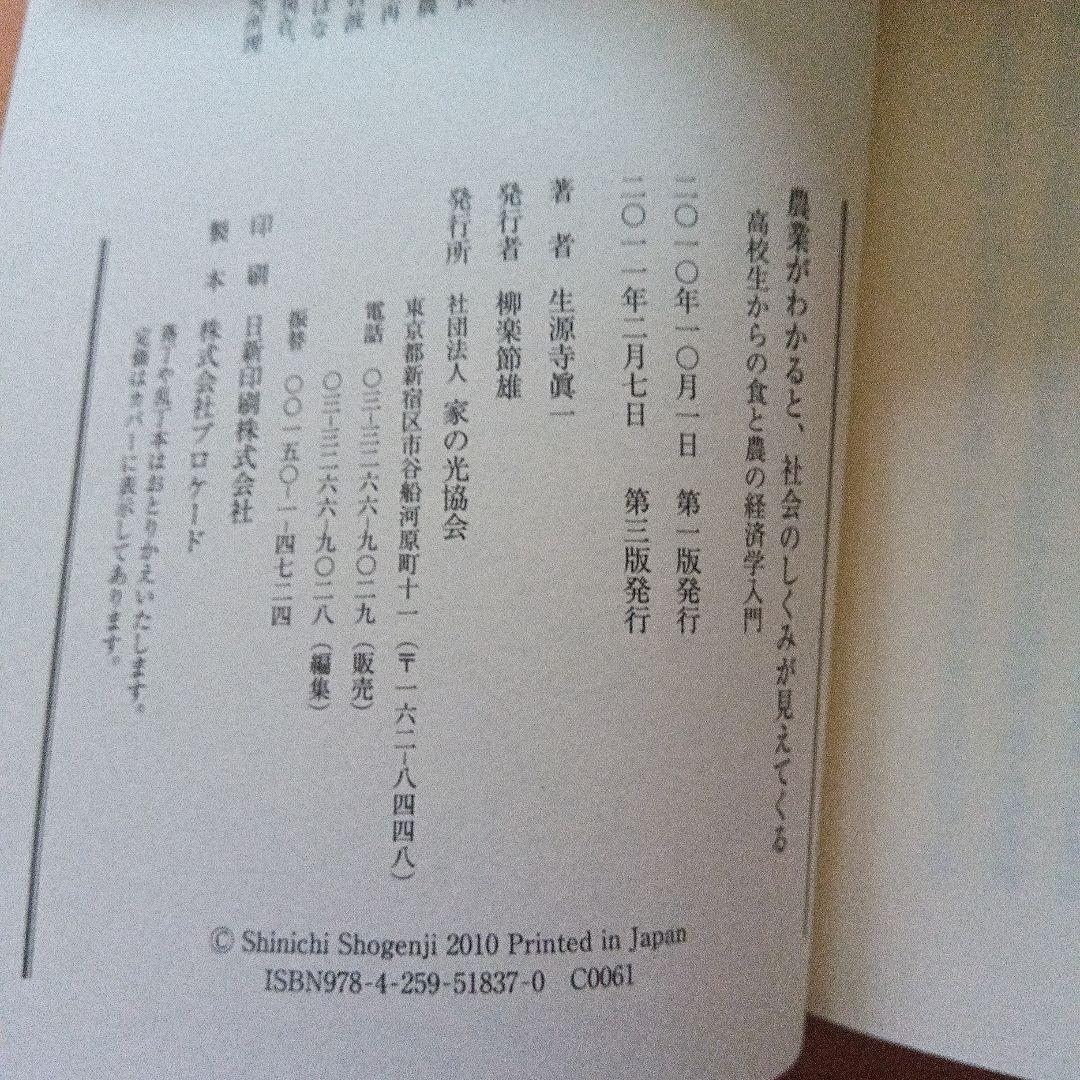 農業がわかると、社会のしくみが見えてくる
高校生からの食と農の経済学入門
二〇一〇年一〇月一日 第一版発行
二〇一一年二月七日 第三版発行
著 者 生源寺眞一
発行者 柳楽節雄
発行所 社団法人 家の光協会
東京都新宿区市谷船河原町十一(〒一六二−八四四八)
電話 〇三−三二六六−九〇二九(販売)
〇三−三二六六−九〇二八(編集)
振替 〇〇一五〇−一−四七二四
印 刷 日新印刷株式会社
製 本 株式会社ブロケード
落丁や乱丁本はおとりかえいたします。
定価はカバーに表示してあります。
© Shinichi Shogenji 2010 Printed in Japan
ISBN978-4-259-51837-0 C0061